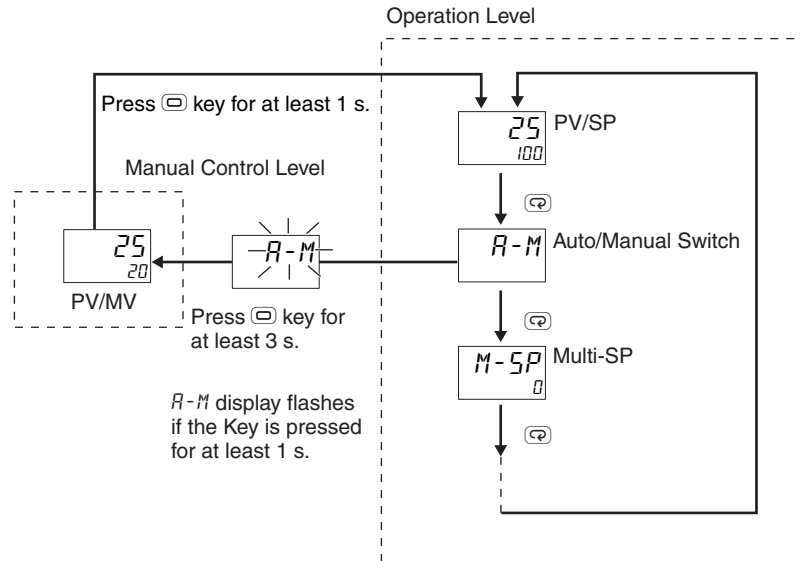 Operation Level
Press key for at least 1 s.
25
100
PV/SP
Manual Control Level
25
20
PV/MV
A-M
A-M
Auto/Manual Switch
Press key for
at least 3 s.
M-SP
0
Multi-SP
A-M display flashes
if the Key is pressed
for at least 1 s.